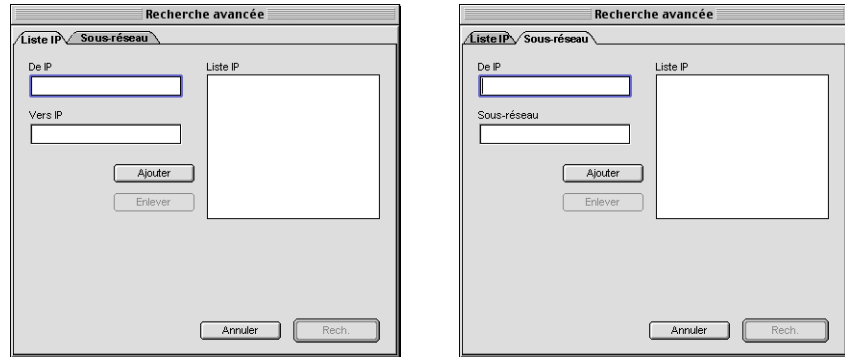 Recherche avancée
Liste IP
Sous-réseau
De IP
Liste IP
Vers IP
Ajouter
Enlever
Annuler
Rech.
Recherche avancée
Liste IP
Sous-réseau
De IP
Liste IP
Sous-réseau
Ajouter
Enlever
Annuler
Rech.